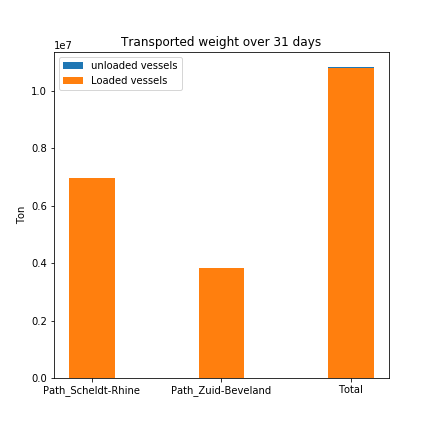 Transported weight over 31 days
1e7
unloaded vessels
Loaded vessels
1.0
0.8
0.6
0.4
0.2
0.0
Ton
Path_Scheldt-Rhine
Path_Zuid-Beveland
Total